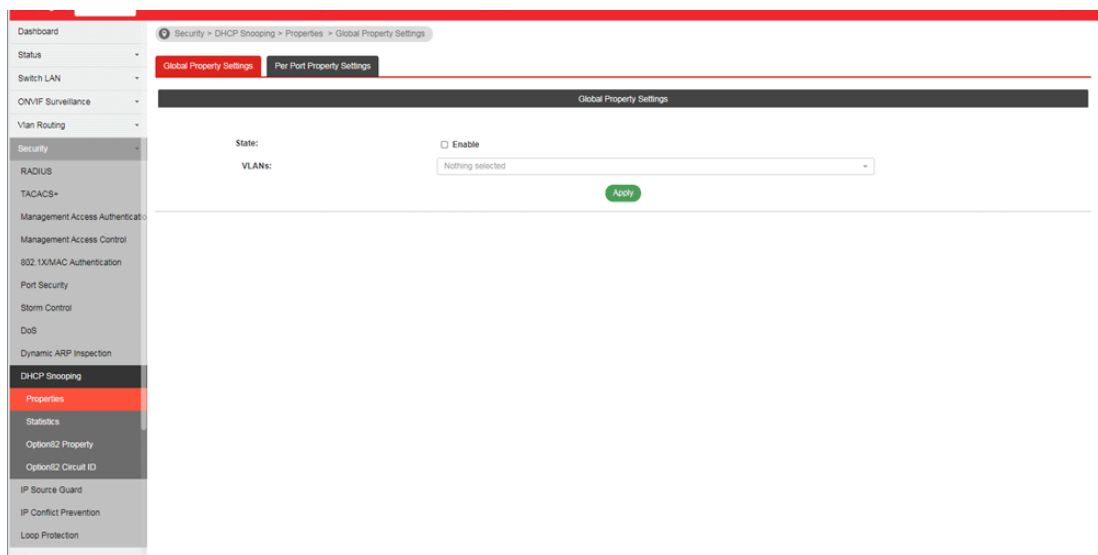 Dashboard
Security > DHCP Snooping > Properties > Global Property Settings
Status
Global Property Settings
Per Port Property Settings
Switch LAN
ONVIF Surveillance
Global Property Settings
Vlan Routing
Security
State:
Enable
VLANs:
Nothing selected
RADIUS
TACACS+
Apply
Management Access Authenticatio
Management Access Control
802.1X/MAC Authentication
Port Security
Storm Control
DoS
Dynamic ARP Inspection
DHCP Snooping
Properties
Statistics
Option82 Property
Option82 Circuit ID
IP Source Guard
IP Conflict Prevention
Loop Protection